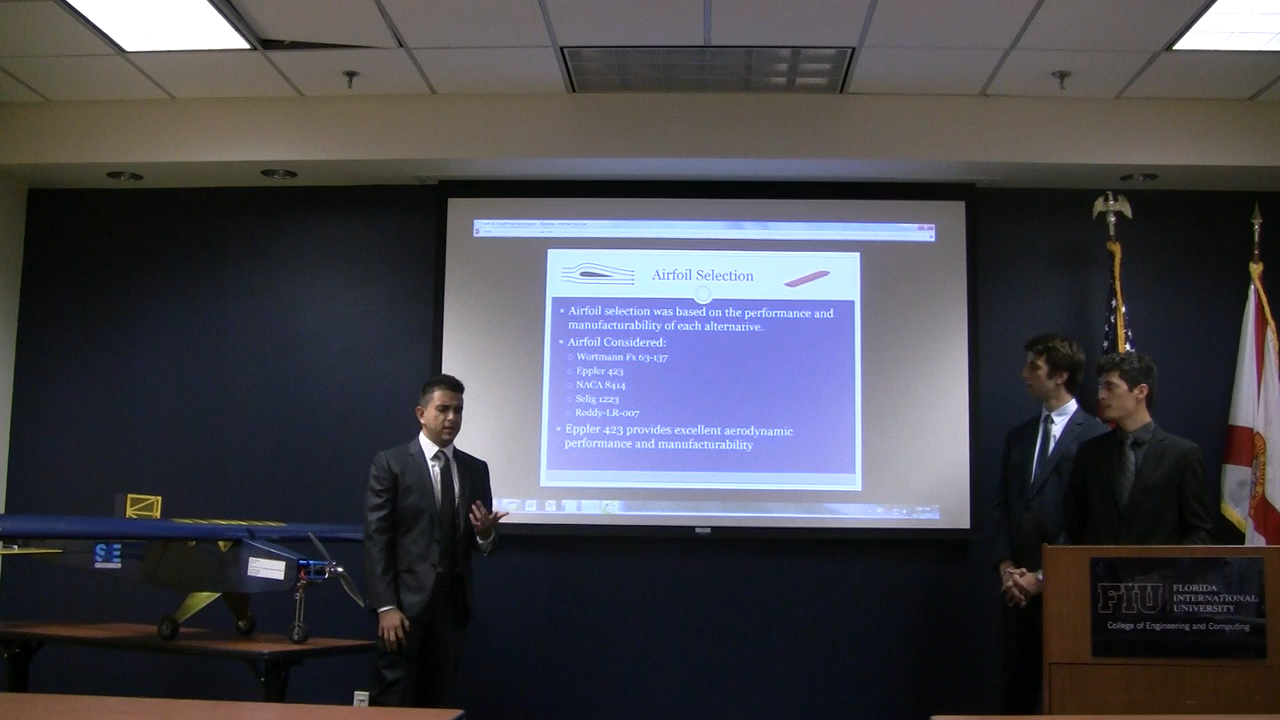 Airfoil Selection
Airfoil selection was based on the performance and
manufacturability of each alternative.
Airfoil Considered:
Wortmann Fx 63-137
Eppler 423
NACA 8414
Selig 1223
Reddy-LR-007
Eppler 423 provides excellent aerodynamic
performance and manufacturability
FIU
FLORIDA
INTERNATIONAL
UNIVERSITY
College of Engineering and Computing